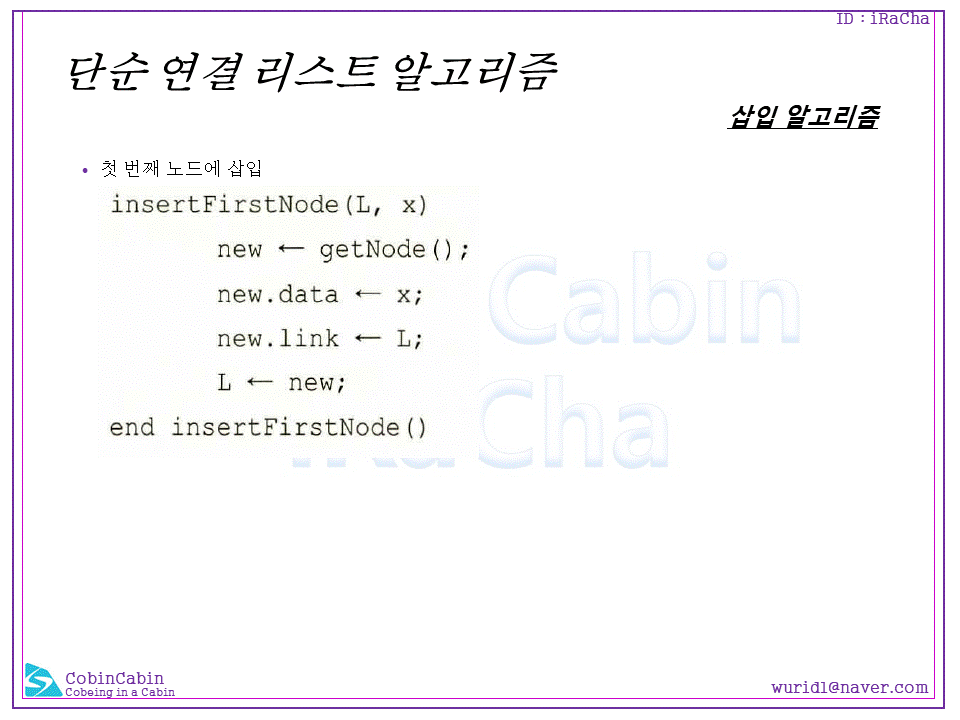 ID : iRaCha
단순 연결 리스트 알고리즘
삽입 알고리즘
• 첫 번째 노드에 삽입
insertFirstNode(L, x)
new ← getNode();
new.data ← x;
new.link ← L;
L ← new;
end insertFirstNode()
Cabin
iRaCha
CobinCabin
Cobeing in a Cabin
wurid1@naver.com